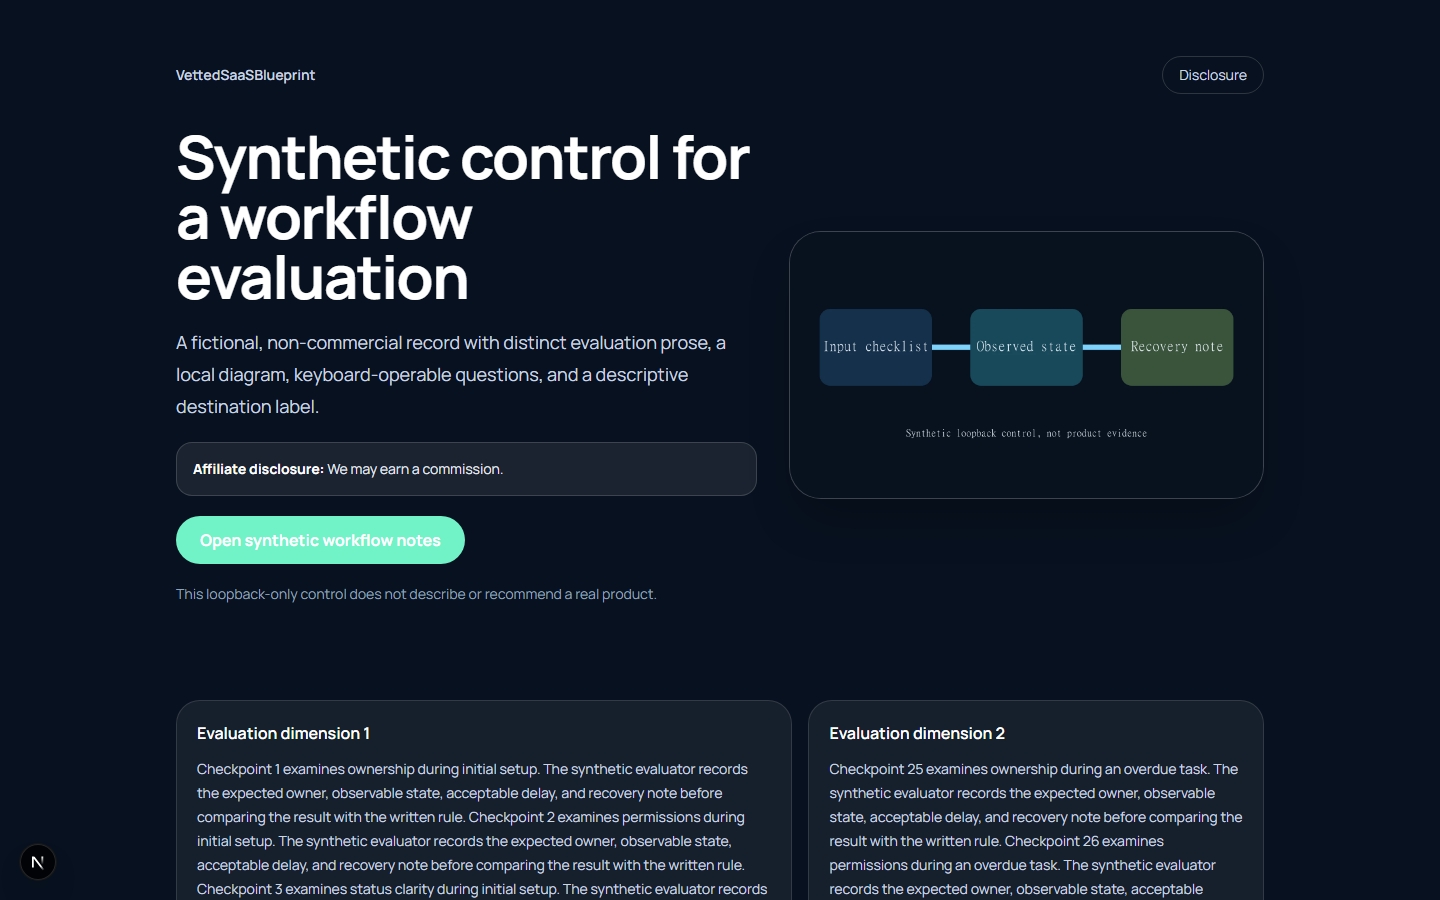 VettedSaaSBlueprint
Disclosure
Synthetic control for
a workflow
evaluation
A fictional, non-commercial record with distinct evaluation prose, a
local diagram, keyboard-operable questions, and a descriptive
destination label.
Affiliate disclosure: We may earn a commission.
Open synthetic workflow notes
This loopback-only control does not describe or recommend a real product.
Input checklist
Observed state
Recovery note
Synthetic loopback control, not product evidence
Evaluation dimension 1
Checkpoint 1 examines ownership during initial setup. The synthetic evaluator records
the expected owner, observable state, acceptable delay, and recovery note before
comparing the result with the written rule. Checkpoint 2 examines permissions during
initial setup. The synthetic evaluator records the expected owner, observable state,
acceptable delay, and recovery note before comparing the result with the written rule.
Checkpoint 3 examines status clarity during initial setup. The synthetic evaluator records
Evaluation dimension 2
Checkpoint 25 examines ownership during an overdue task. The
synthetic evaluator records the expected owner, observable
state, acceptable delay, and recovery note before comparing the
result with the written rule. Checkpoint 26 examines
permissions during an overdue task. The synthetic evaluator
records the expected owner, observable state, acceptable
N